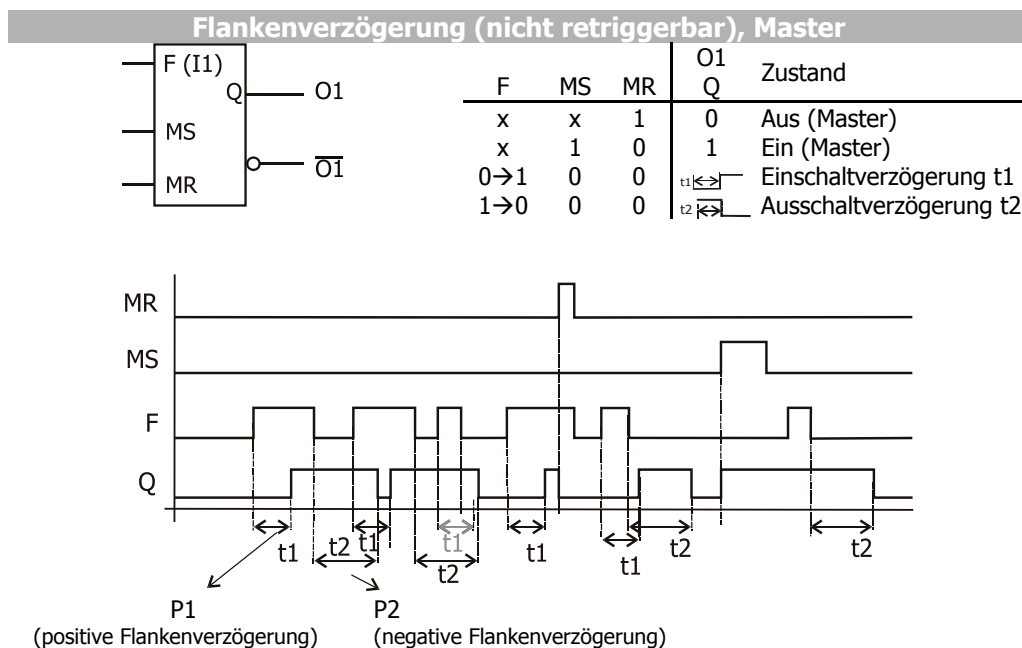 Flankenverzögerung (nicht retriggerbar), Master
F (I1)
Q
O1
MS
O1
MR
O1
F MS MR Q Zustand
x x 1 0 Aus (Master)
x 1 0 1 Ein (Master)
0→1 0 0 t1 Einschaltverzögerung t1
1→0 0 0 t2 Ausschaltverzögerung t2
MR
MS
F
Q
t1 t2 t1 t2 t1 t1 t1 t2 t2
P1 P2
(positive Flankenverzögerung) (negative Flankenverzögerung)